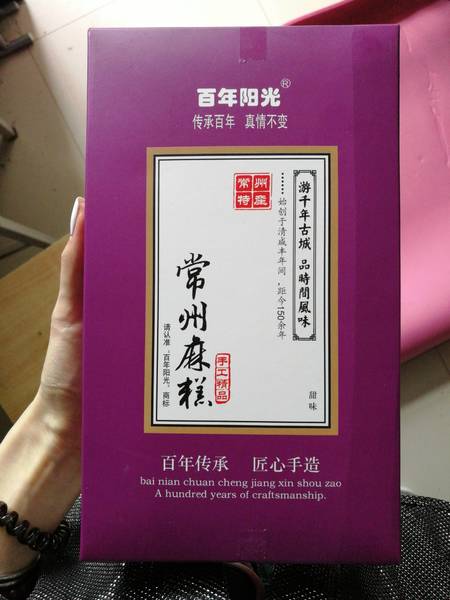 百年阳光®
传承百年 真情不变
游千年古城 品時間風味
常州特産
······始创于清咸丰年间，距今150余年
常州麻糕
手工精品
请认准“百年阳光”商标
甜味
百年传承 匠心手造
bai nian chuan cheng jiang xin shou zao
A hundred years of craftsmanship.